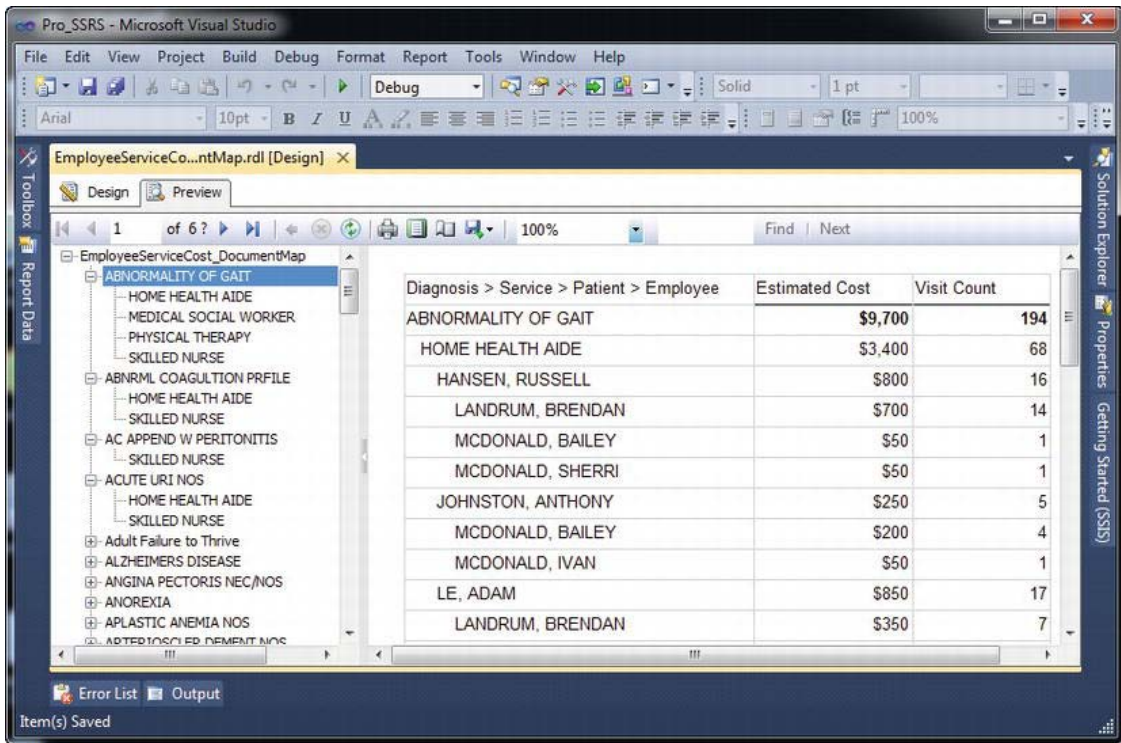 Pro_SSRS - Microsoft Visual Studio
File Edit View Project Build Debug Format Report Tools Window Help
Debug Solid 1 pt
Arial 10pt B I U A 100%
EmployeeServiceCo...ntMap.rdl [Design]
Design Preview
1 of 6 ? 100% Find | Next
Toolbox
Report Data
EmployeeServiceCost_DocumentMap
ABNORMALITY OF GAIT
HOME HEALTH AIDE
MEDICAL SOCIAL WORKER
PHYSICAL THERAPY
SKILLED NURSE
ABNRML COAGULTION PRFILE
HOME HEALTH AIDE
SKILLED NURSE
AC APPEND W PERITONITIS
SKILLED NURSE
ACUTE URI NOS
HOME HEALTH AIDE
SKILLED NURSE
Adult Failure to Thrive
ALZHEIMERS DISEASE
ANGINA PECTORIS NEC/NOS
ANOREXIA
APLASTIC ANEMIA NOS
ARTERIOSCLER DEMENT NOS
Diagnosis > Service > Patient > Employee Estimated Cost Visit Count
ABNORMALITY OF GAIT $9,700 194
HOME HEALTH AIDE $3,400 68
HANSEN, RUSSELL $800 16
LANDRUM, BRENDAN $700 14
MCDONALD, BAILEY $50 1
MCDONALD, SHERRI $50 1
JOHNSTON, ANTHONY $250 5
MCDONALD, BAILEY $200 4
MCDONALD, IVAN $50 1
LE, ADAM $850 17
LANDRUM, BRENDAN $350 7
Solution Explorer
Properties
Getting Started (SSIS)
Error List Output
Item(s) Saved